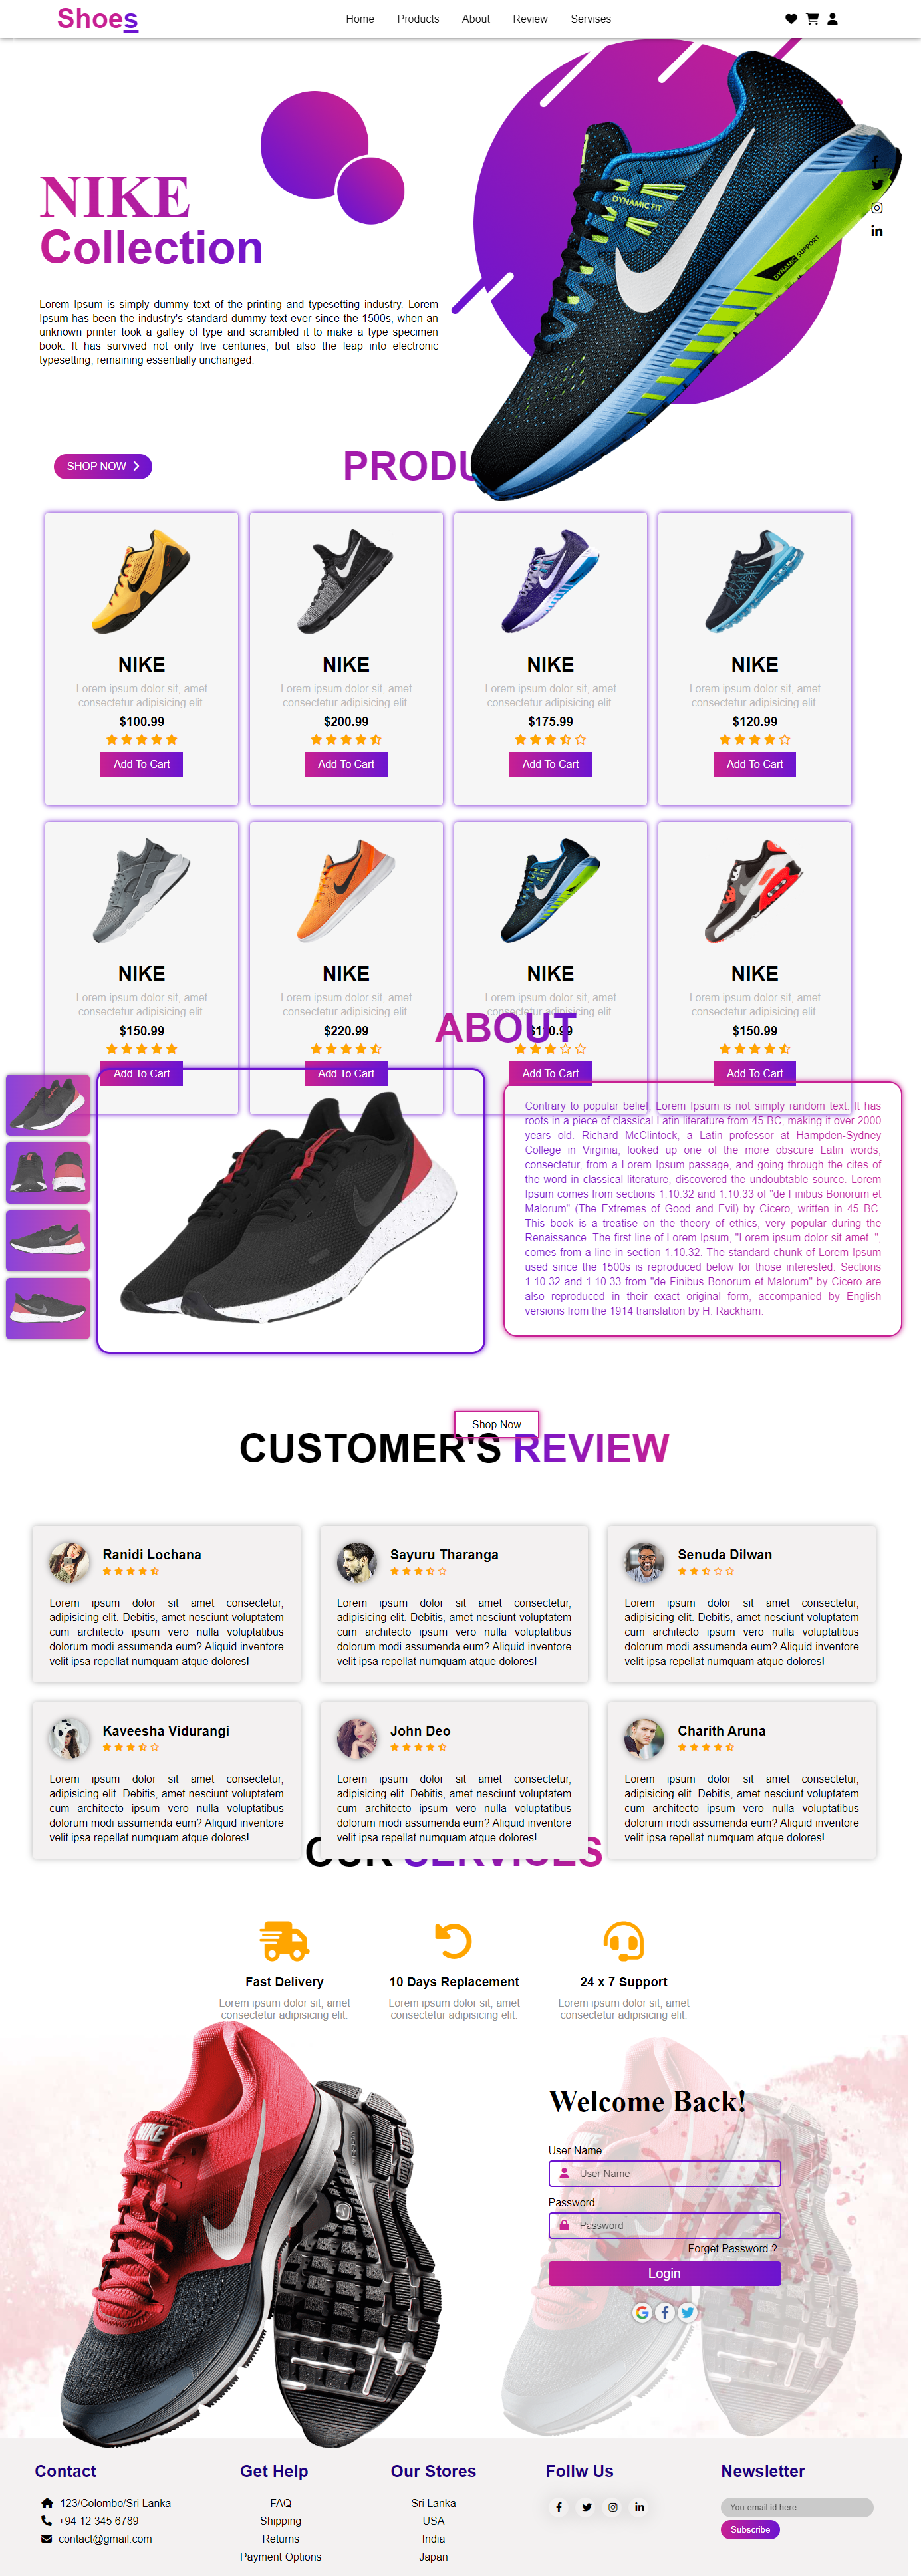 Shoes
Home Products About Review Servises
NIKE
Collection
Lorem Ipsum is simply dummy text of the printing and typesetting industry. Lorem
Ipsum has been the industry's standard dummy text ever since the 1500s, when an
unknown printer took a galley of type and scrambled it to make a type specimen
book. It has survived not only five centuries, but also the leap into electronic
typesetting, remaining essentially unchanged.
DYNAMIC FIT
DYNAMIC SUPPORT
SHOP NOW
PRODU
NIKE NIKE NIKE NIKE
Lorem ipsum dolor sit, amet Lorem ipsum dolor sit, amet Lorem ipsum dolor sit, amet Lorem ipsum dolor sit, amet
consectetur adipisicing elit. consectetur adipisicing elit. consectetur adipisicing elit. consectetur adipisicing elit.
$100.99 $200.99 $175.99 $120.99
Add To Cart Add To Cart Add To Cart Add To Cart
NIKE NIKE NIKE NIKE
Lorem ipsum dolor sit, amet Lorem ipsum dolor sit, amet Lorem ipsum dolor sit, amet Lorem ipsum dolor sit, amet
consectetur adipisicing elit. consectetur adipisicing elit. consectetur adipisicing elit. consectetur adipisicing elit.
ABOUT
$150.99 $220.99 $150.99
Add To Cart Add To Cart Add To Cart Add To Cart
Contrary to popular belief, Lorem Ipsum is not simply random text. It has
roots in a piece of classical Latin literature from 45 BC, making it over 2000
years old. Richard McClintock, a Latin professor at Hampden-Sydney
College in Virginia, looked up one of the more obscure Latin words,
consectetur, from a Lorem Ipsum passage, and going through the cites of
the word in classical literature, discovered the undoubtable source. Lorem
Ipsum comes from sections 1.10.32 and 1.10.33 of "de Finibus Bonorum et
Malorum" (The Extremes of Good and Evil) by Cicero, written in 45 BC.
This book is a treatise on the theory of ethics, very popular during the
Renaissance. The first line of Lorem Ipsum, "Lorem ipsum dolor sit amet..",
comes from a line in section 1.10.32. The standard chunk of Lorem Ipsum
used since the 1500s is reproduced below for those interested. Sections
1.10.32 and 1.10.33 from "de Finibus Bonorum et Malorum" by Cicero are
also reproduced in their exact original form, accompanied by English
versions from the 1914 translation by H. Rackham.
Shop Now
CUSTOMER'S REVIEW
Ranidi Lochana Sayuru Tharanga Senuda Dilwan
Lorem ipsum dolor sit amet consectetur, Lorem ipsum dolor sit amet consectetur, Lorem ipsum dolor sit amet consectetur,
adipisicing elit. Debitis, amet nesciunt voluptatem adipisicing elit. Debitis, amet nesciunt voluptatem adipisicing elit. Debitis, amet nesciunt voluptatem
cum architecto ipsum vero nulla voluptatibus cum architecto ipsum vero nulla voluptatibus cum architecto ipsum vero nulla voluptatibus
dolorum modi assumenda eum? Aliquid inventore dolorum modi assumenda eum? Aliquid inventore dolorum modi assumenda eum? Aliquid inventore
velit ipsa repellat numquam atque dolores! velit ipsa repellat numquam atque dolores! velit ipsa repellat numquam atque dolores!
Kaveesha Vidurangi John Deo Charith Aruna
Lorem ipsum dolor sit amet consectetur, Lorem ipsum dolor sit amet consectetur, Lorem ipsum dolor sit amet consectetur,
adipisicing elit. Debitis, amet nesciunt voluptatem adipisicing elit. Debitis, amet nesciunt voluptatem adipisicing elit. Debitis, amet nesciunt voluptatem
cum architecto ipsum vero nulla voluptatibus cum architecto ipsum vero nulla voluptatibus cum architecto ipsum vero nulla voluptatibus
dolorum modi assumenda eum? Aliquid inventore dolorum modi assumenda eum? Aliquid inventore dolorum modi assumenda eum? Aliquid inventore
velit ipsa repellat numquam atque dolores! velit ipsa repellat numquam atque dolores! velit ipsa repellat numquam atque dolores!
OUR SERVICES
Fast Delivery 10 Days Replacement 24 x 7 Support
Lorem ipsum dolor sit, amet Lorem ipsum dolor sit, amet Lorem ipsum dolor sit, amet
consectetur adipisicing elit. consectetur adipisicing elit. consectetur adipisicing elit.
NIKE
Welcome Back!
User Name
User Name
Password
Password
Forget Password ?
Login
Contact Get Help Our Stores Follw Us Newsletter
123/Colombo/Sri Lanka FAQ Sri Lanka You email id here
+94 12 345 6789 Shipping USA Subscribe
contact@gmail.com Returns India
Payment Options Japan